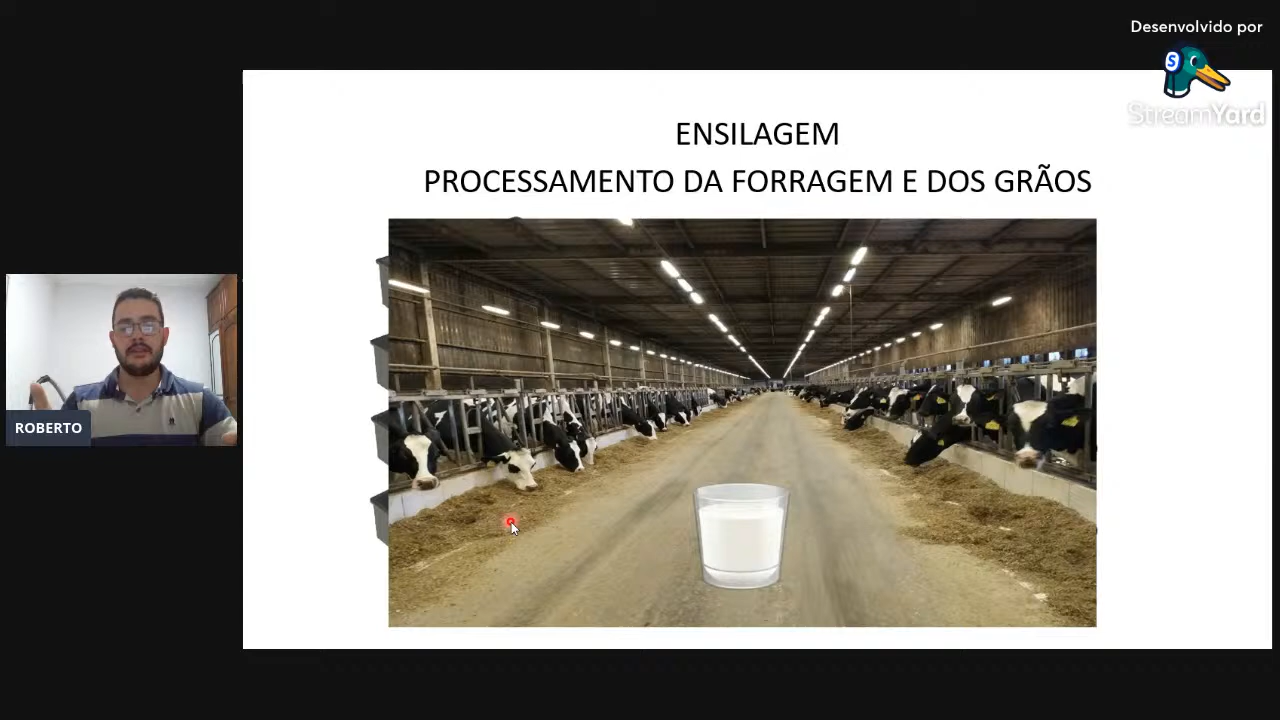 Desenvolvido por
StreamYard
ENSILAGEM
PROCESSAMENTO DA FORRAGEM E DOS GRÃOS
ROBERTO